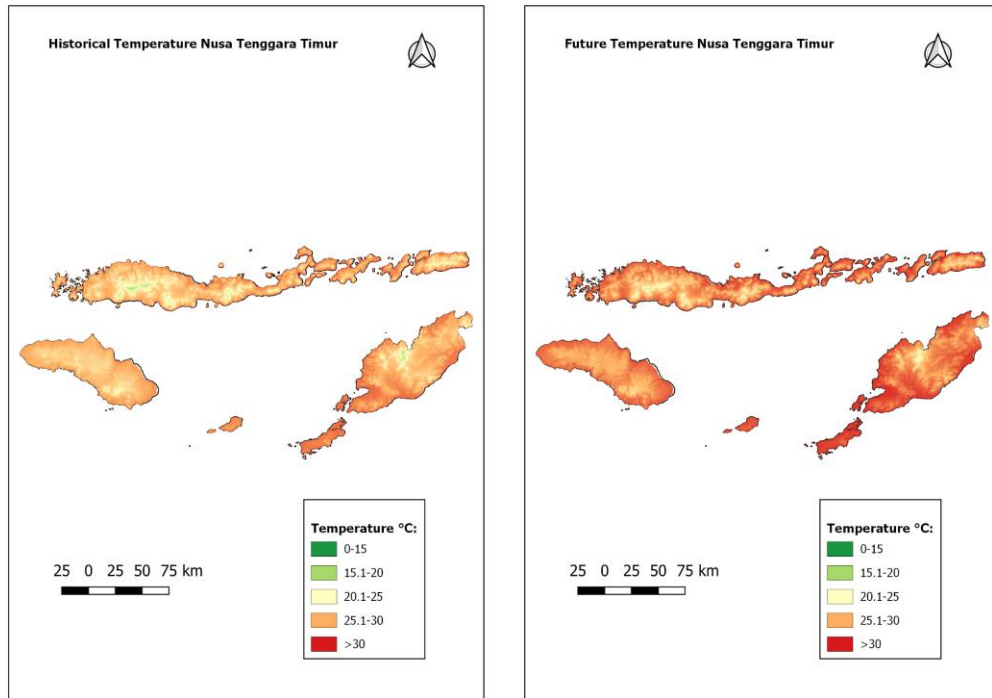 Historical Temperature Nusa Tenggara Timur
Temperature °C:
0-15
15.1-20
20.1-25
25.1-30
>30
25 0 25 50 75 km
Future Temperature Nusa Tenggara Timur
Temperature °C:
0-15
15.1-20
20.1-25
25.1-30
>30
25 0 25 50 75 km